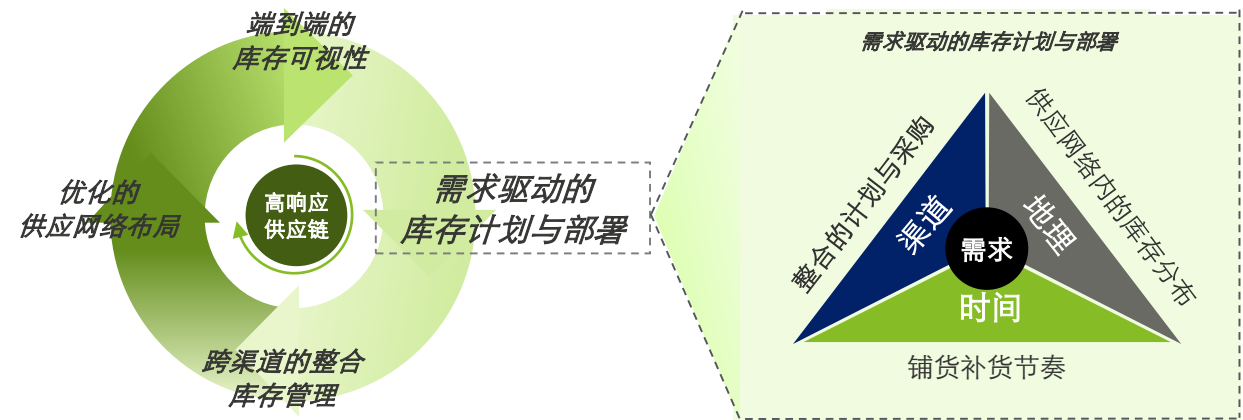 端到端的
库存可视性
优化的
供应网络布局
高响应
供应链
需求驱动的
库存计划与部署
跨渠道的整合
库存管理
需求驱动的库存计划与部署
整合的计划与采购
供应网络内的库存分布
渠道
地理
需求
时间
铺货补货节奏